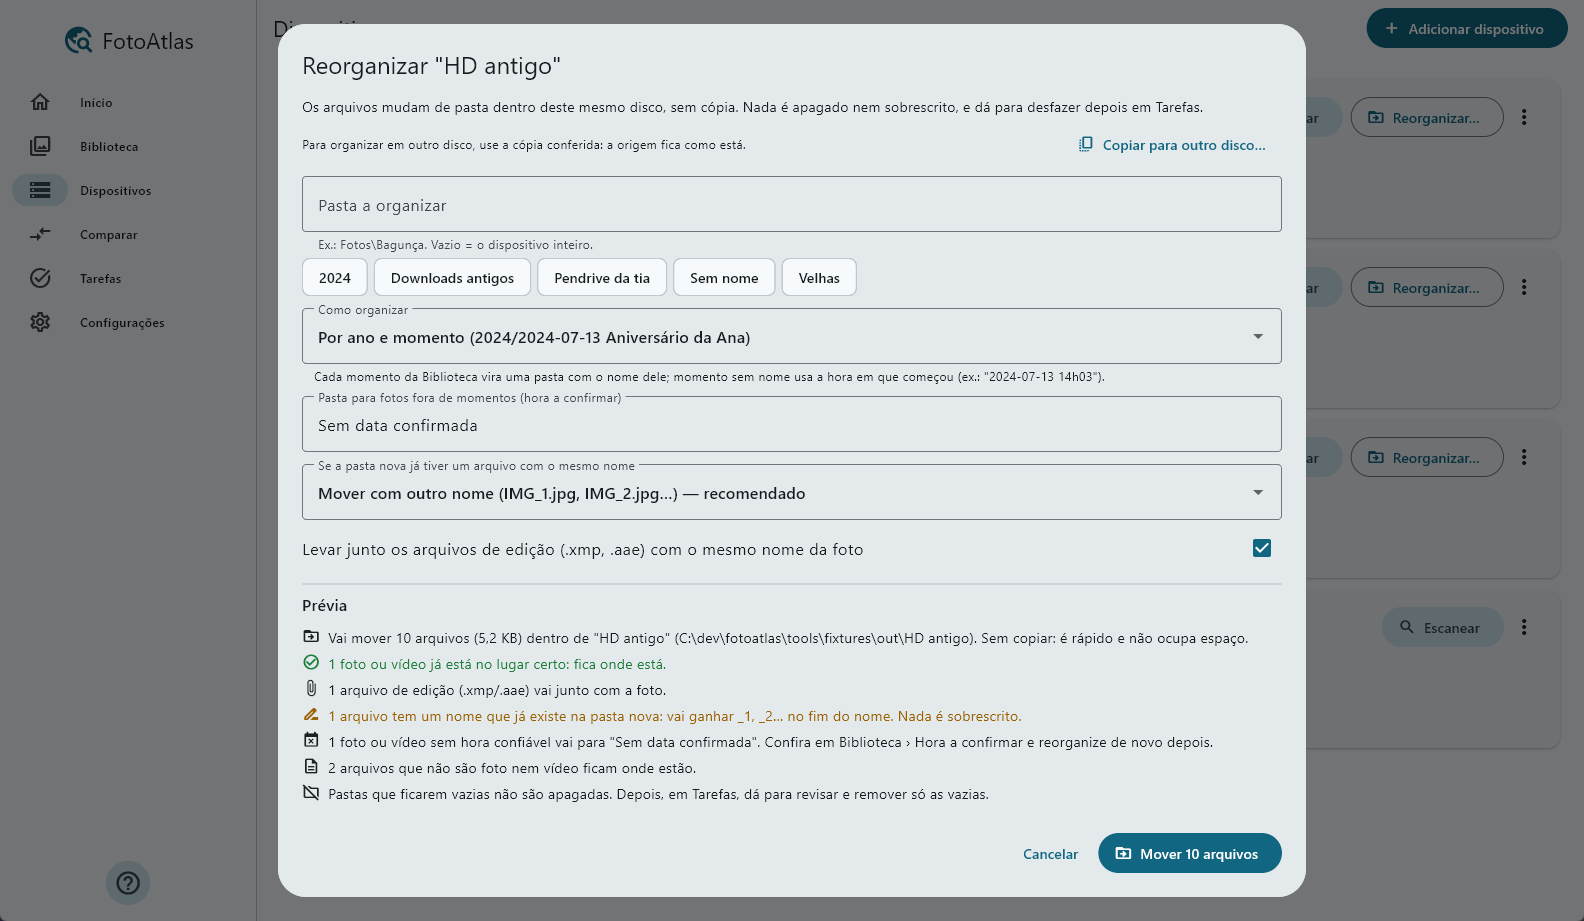 FotoAtlas
Início
Biblioteca
Dispositivos
Comparar
Tarefas
Configurações
Adicionar dispositivo
Reorganizar...
Reorganizar...
Reorganizar...
Escanear
Reorganizar "HD antigo"
Os arquivos mudam de pasta dentro deste mesmo disco, sem cópia. Nada é apagado nem sobrescrito, e dá para desfazer depois em Tarefas.
Para organizar em outro disco, use a cópia conferida: a origem fica como está.
Copiar para outro disco...
Pasta a organizar
Ex.: Fotos\Bagunça. Vazio = o dispositivo inteiro.
2024 Downloads antigos Pendrive da tia Sem nome Velhas
Como organizar
Por ano e momento (2024/2024-07-13 Aniversário da Ana)
Cada momento da Biblioteca vira uma pasta com o nome dele; momento sem nome usa a hora em que começou (ex.: "2024-07-13 14h03").
Pasta para fotos fora de momentos (hora a confirmar)
Sem data confirmada
Se a pasta nova já tiver um arquivo com o mesmo nome
Mover com outro nome (IMG_1.jpg, IMG_2.jpg...) — recomendado
Levar junto os arquivos de edição (.xmp, .aae) com o mesmo nome da foto
Prévia
Vai mover 10 arquivos (5,2 KB) dentro de "HD antigo" (C:\dev\fotoatlas\tools\fixtures\out\HD antigo). Sem copiar: é rápido e não ocupa espaço.
1 foto ou vídeo já está no lugar certo: fica onde está.
1 arquivo de edição (.xmp/.aae) vai junto com a foto.
1 arquivo tem um nome que já existe na pasta nova: vai ganhar _1, _2... no fim do nome. Nada é sobrescrito.
1 foto ou vídeo sem hora confiável vai para "Sem data confirmada". Confira em Biblioteca › Hora a confirmar e reorganize de novo depois.
2 arquivos que não são foto nem vídeo ficam onde estão.
Pastas que ficarem vazias não são apagadas. Depois, em Tarefas, dá para revisar e remover só as vazias.
Cancelar
Mover 10 arquivos